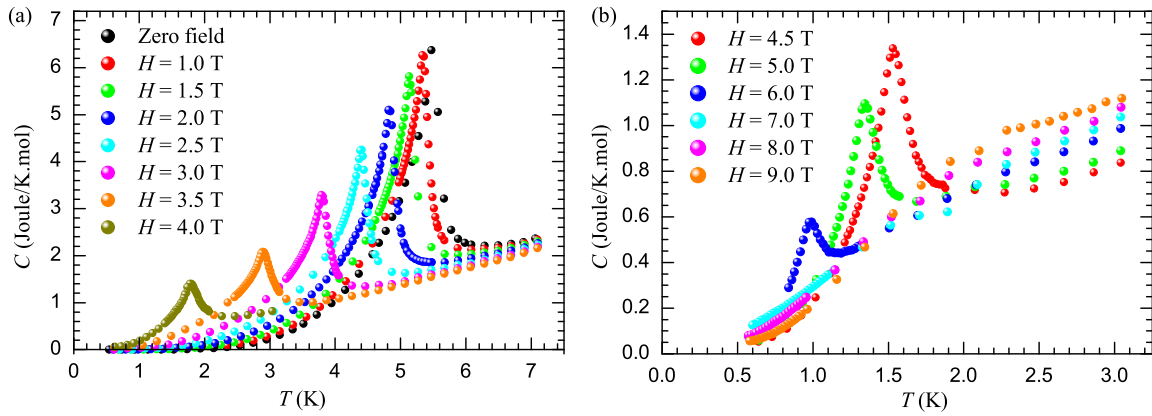 (a)
C (Joule/K.mol)
6
5
4
3
2
1
0
Zero field
H = 1.0 T
H = 1.5 T
H = 2.0 T
H = 2.5 T
H = 3.0 T
H = 3.5 T
H = 4.0 T
0 1 2 3 4 5 6 7
T (K)
(b)
C (Joule/K.mol)
1.4
1.2
1.0
0.8
0.6
0.4
0.2
0.0
H = 4.5 T
H = 5.0 T
H = 6.0 T
H = 7.0 T
H = 8.0 T
H = 9.0 T
0.0 0.5 1.0 1.5 2.0 2.5 3.0
T (K)